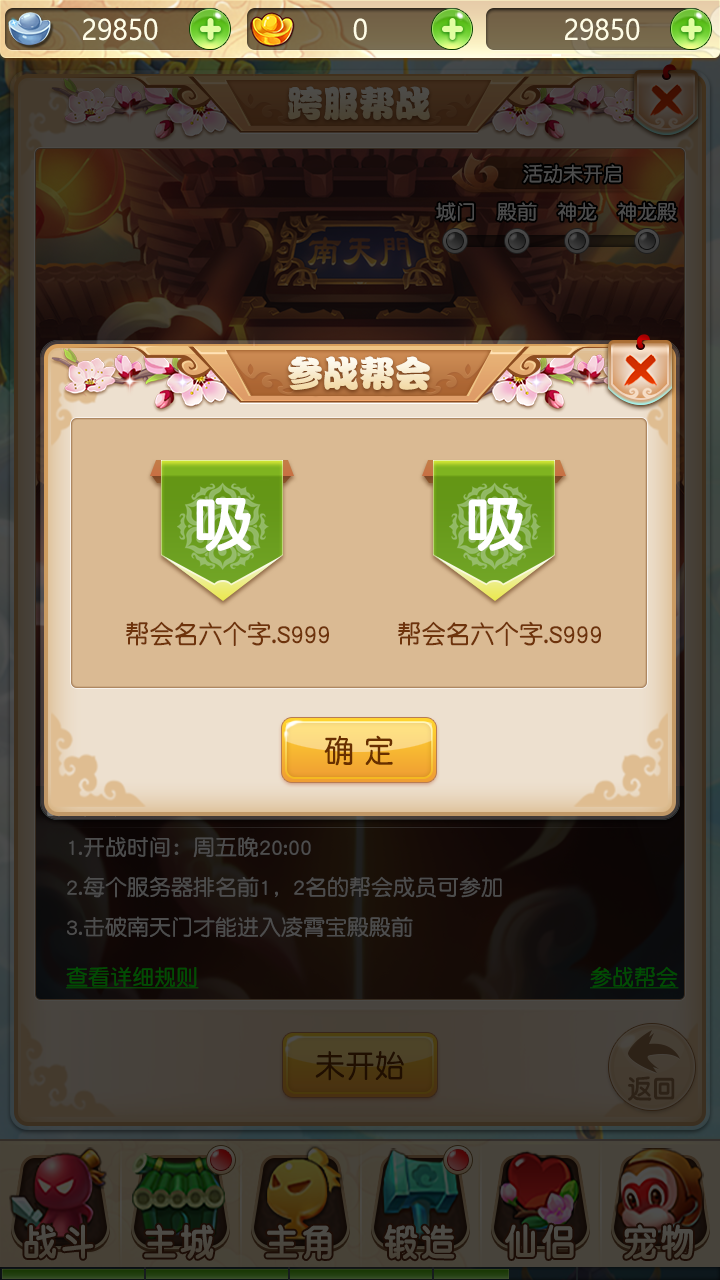 29850 0 29850
跨服帮战
活动未开启
城门 殿前 神龙 神龙殿
南天門
参战帮会
吸 吸
帮会名六个字.S999 帮会名六个字.S999
确 定
1.开战时间：周五晚20:00
2.每个服务器排名前1，2名的帮会成员可参加
3.击破南天门才能进入凌霄宝殿殿前
查看详细规则 参战帮会
未开始
返回
战斗 主城 主角 锻造 仙侣 宠物